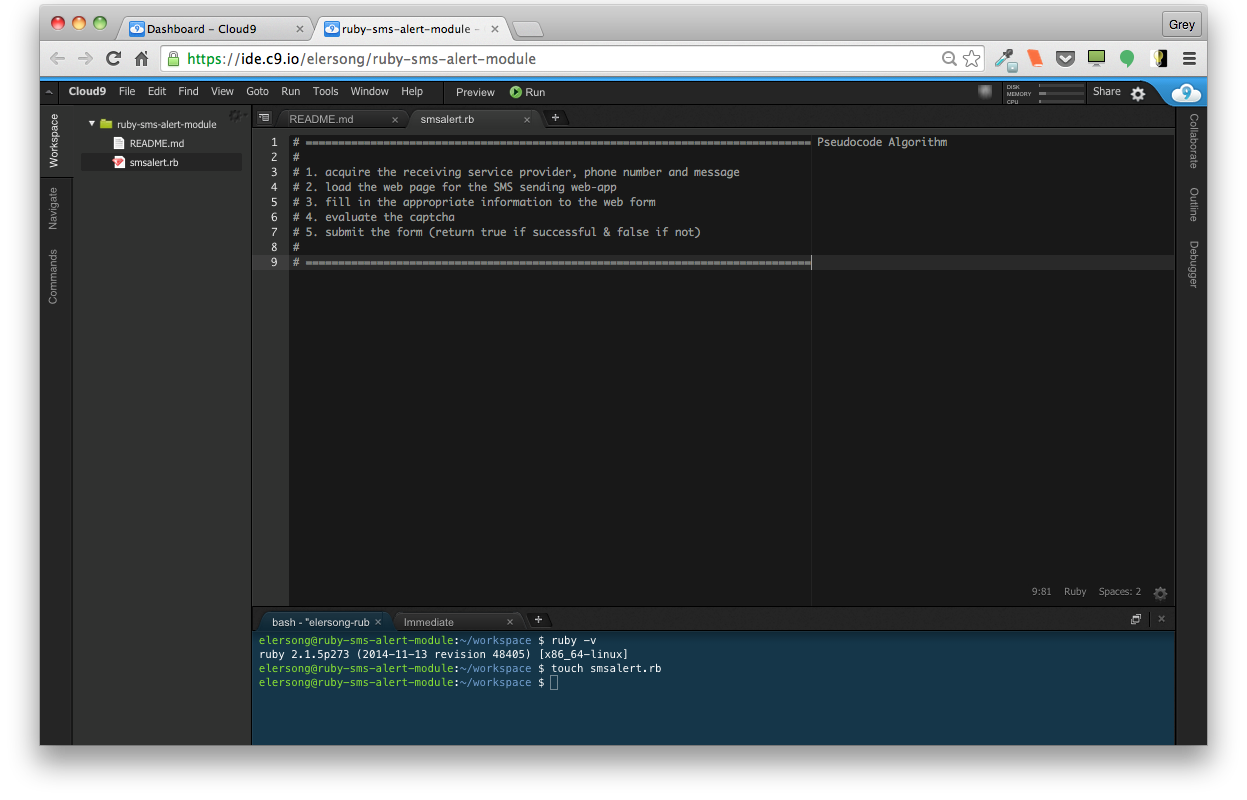 Dashboard - Cloud9
ruby-sms-alert-module -
Grey
https://ide.c9.io/elersong/ruby-sms-alert-module
Cloud9 File Edit Find View Goto Run Tools Window Help Preview Run
DISK
MEMORY
CPU
Share
Workspace
Navigate
Commands
ruby-sms-alert-module
README.md
smsalert.rb
README.md
smsalert.rb
1 # ============================================================================== Pseudocode Algorithm
2 #
3 # 1. acquire the receiving service provider, phone number and message
4 # 2. load the web page for the SMS sending web-app
5 # 3. fill in the appropriate information to the web form
6 # 4. evaluate the captcha
7 # 5. submit the form (return true if successful & false if not)
8 #
9 # ==============================================================================
9:81 Ruby Spaces: 2
Collaborate
Outline
Debugger
bash - "elersong-rub
Immediate
elersong@ruby-sms-alert-module:~/workspace $ ruby -v
ruby 2.1.5p273 (2014-11-13 revision 48405) [x86_64-linux]
elersong@ruby-sms-alert-module:~/workspace $ touch smsalert.rb
elersong@ruby-sms-alert-module:~/workspace $